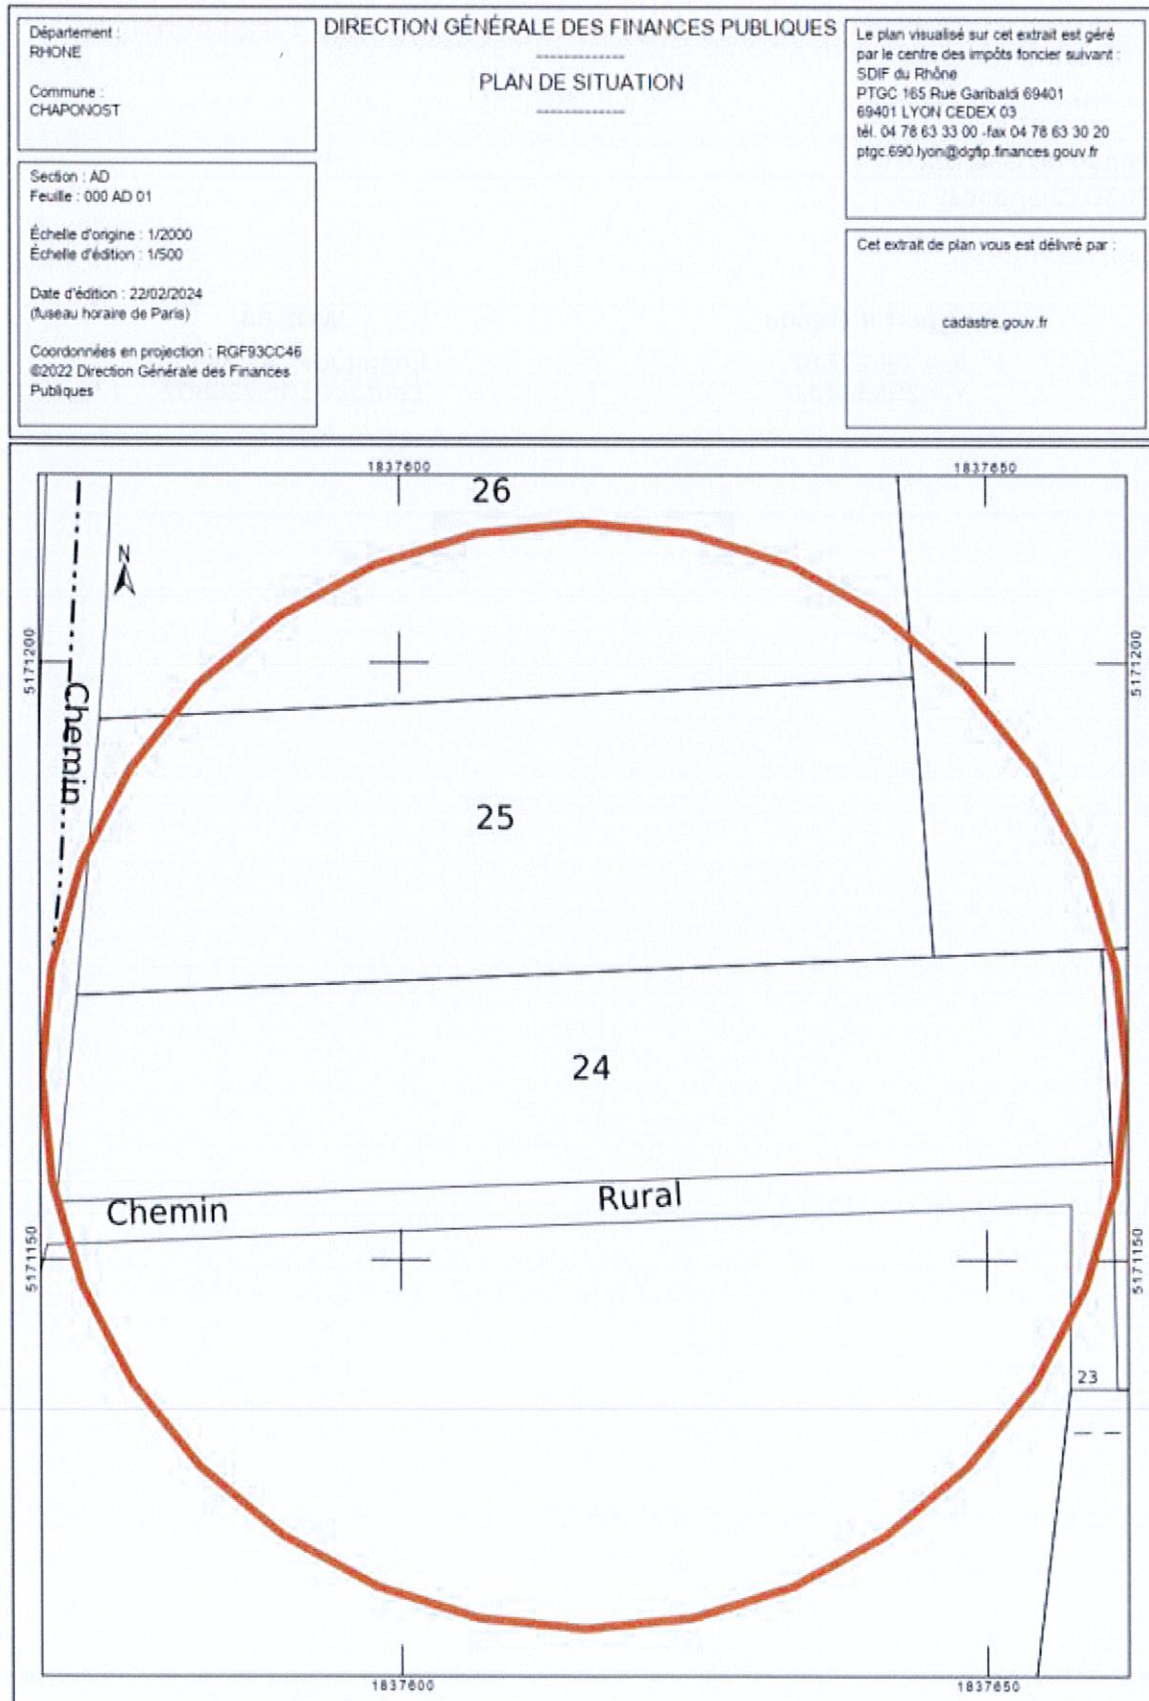 Département :
RHONE
Commune :
CHAPONOST
Section : AD
Feuille : 000 AD 01
Échelle d'origine : 1/2000
Échelle d'édition : 1/500
Date d'édition : 22/02/2024
(fuseau horaire de Paris)
Coordonnées en projection : RGF93CC46
©2022 Direction Générale des Finances
Publiques
DIRECTION GÉNÉRALE DES FINANCES PUBLIQUES
--------------
PLAN DE SITUATION
--------------
Le plan visualisé sur cet extrait est géré
par le centre des impôts foncier suivant :
SDIF du Rhône
PTGC 165 Rue Garibaldi 69401
69401 LYON CEDEX 03
tél. 04 78 63 33 00 -fax 04 78 63 30 20
ptgc.690.lyon@dgfip.finances.gouv.fr
Cet extrait de plan vous est délivré par :
cadastre.gouv.fr
1837600
1837650
26
N
5171200
5171200
Chemin
25
24
Chemin
Rural
5171150
5171150
23
1837600
1837650